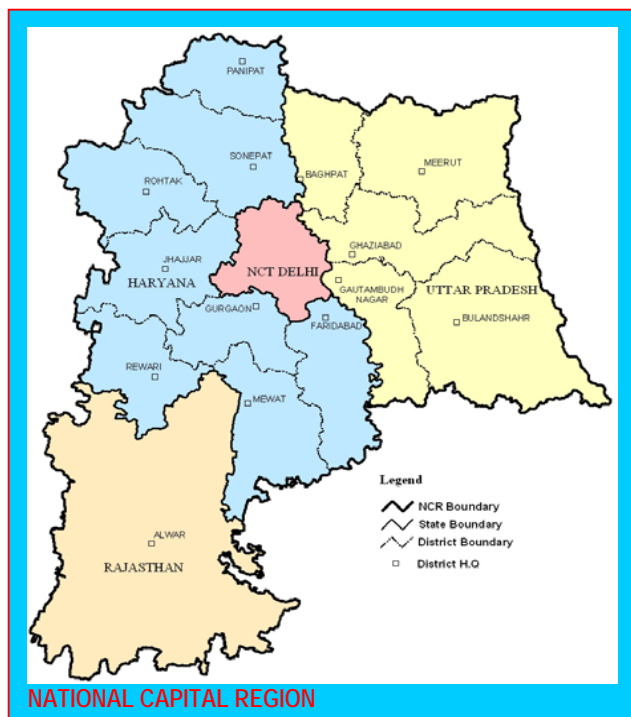 PANIPAT
SONEPAT
BAGHPAT
MEERUT
ROHTAK
GHAZIABAD
JHAJJAR
HARYANA
NCT DELHI
GAUTAMBUDH
NAGAR
UTTAR PRADESH
GURGAON
FARIDABAD
BULANDSHAHR
REWARI
MEWAT
ALWAR
RAJASTHAN
Legend
NCR Boundary
State Boundary
District Boundary
District H.Q
NATIONAL CAPITAL REGION